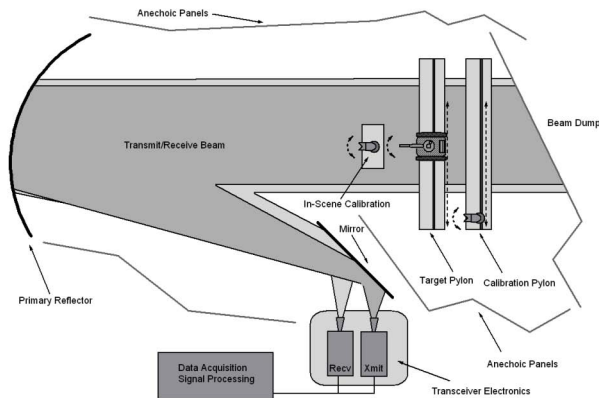 Anechoic Panels
Transmit/Receive Beam
Beam Dump
In-Scene Calibration
Mirror
Target Pylon
Calibration Pylon
Primary Reflector
Recv
Xmit
Data Acquisition
Signal Processing
Anechoic Panels
Transceiver Electronics